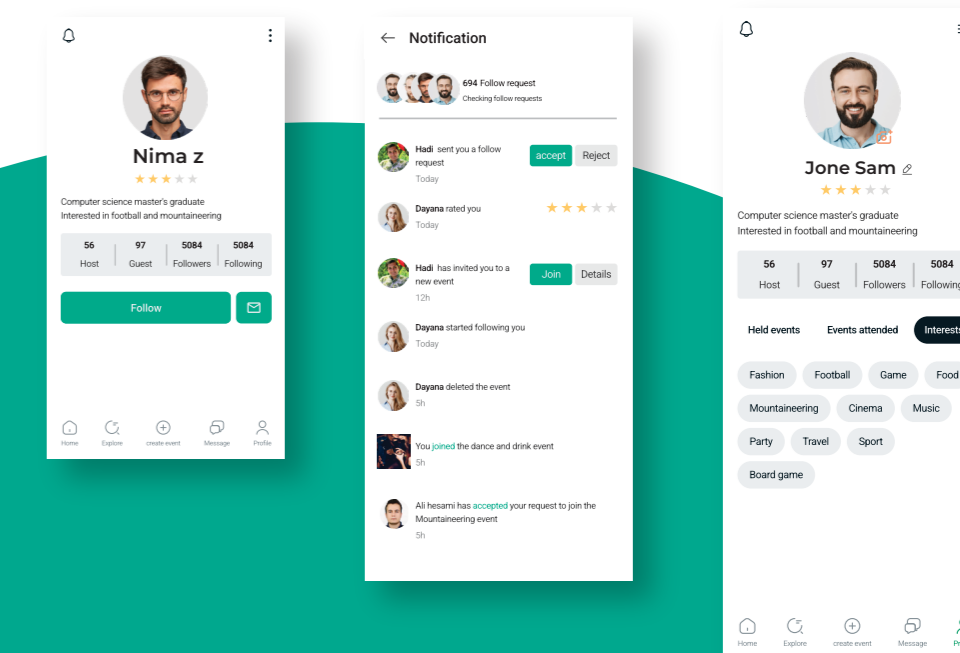 Nima z
Computer science master's graduate
Interested in football and mountaineering
56 97 5084 5084
Host Guest Followers Following
Follow
Home Explore create event Message Profile
Notification
694 Follow request
Checking follow requests
Hadi sent you a follow
request
accept Reject
Today
Dayana rated you
Today
Hadi has invited you to a
new event
Join Details
12h
Dayana started following you
Today
Dayana deleted the event
5h
You joined the dance and drink event
5h
Ali hesami has accepted your request to join the
Mountaineering event
5h
Jone Sam
Computer science master's graduate
Interested in football and mountaineering
56 97 5084 5084
Host Guest Followers Following
Held events Events attended Interests
Fashion Football Game Food
Mountaineering Cinema Music
Party Travel Sport
Board game
Home Explore create event Message